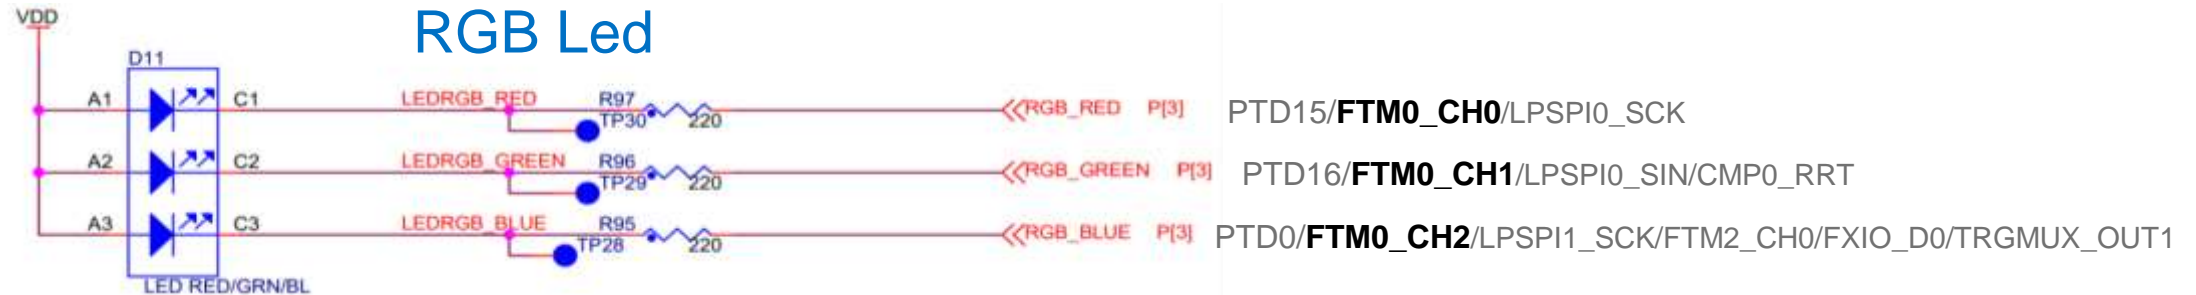 VDD
RGB Led
D11
A1 C1 LEDRGB_RED R97 TP30 220 RGB_RED P[3] PTD15/FTM0_CH0/LPSPI0_SCK
A2 C2 LEDRGB_GREEN R96 TP29 220 RGB_GREEN P[3] PTD16/FTM0_CH1/LPSPI0_SIN/CMP0_RRT
A3 C3 LEDRGB_BLUE R95 TP28 220 RGB_BLUE P[3] PTD0/FTM0_CH2/LPSPI1_SCK/FTM2_CH0/FXIO_D0/TRGMUX_OUT1
LED RED/GRN/BL